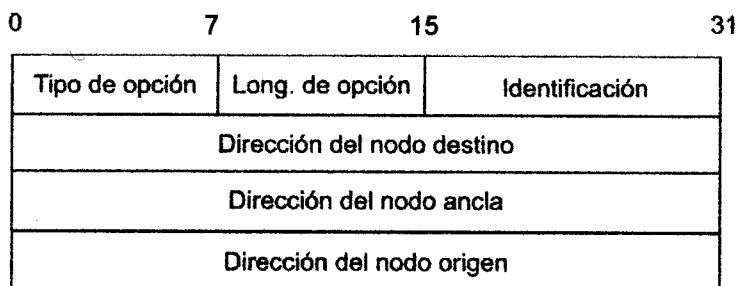 0 7 15 31
Tipo de opción Long. de opción Identificación
Dirección del nodo destino
Dirección del nodo ancla
Dirección del nodo origen